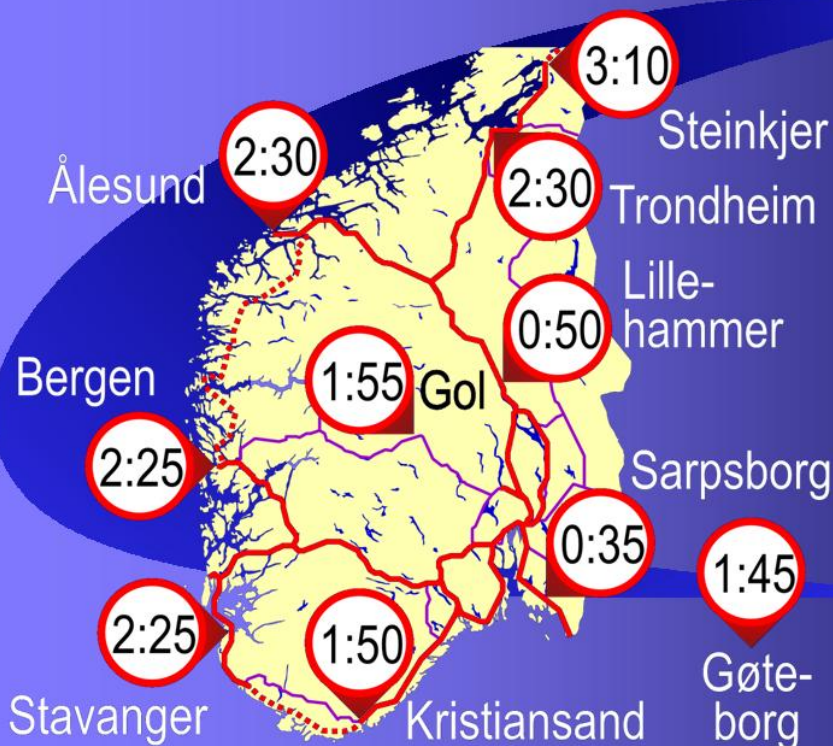 3:10
Steinkjer
2:30
Ålesund
2:30
Trondheim
Lille-
hammer
0:50
1:55
Gol
Bergen
2:25
Sarpsborg
0:35
1:45
Gøte-
borg
2:25
Stavanger
1:50
Kristiansand